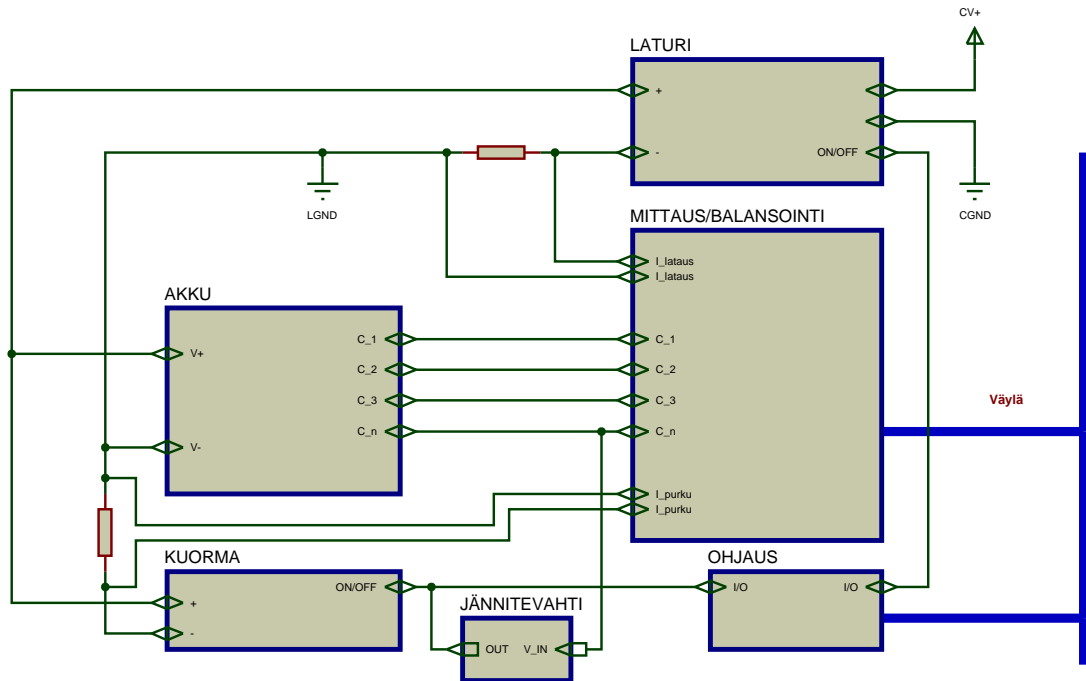 CV+
LATURI
+
-
ON/OFF
LGND
CGND
MITTAUS/BALANSOINTI
I_lataus
I_lataus
AKKU
V+
V-
C_1
C_2
C_3
C_n
C_1
C_2
C_3
C_n
I_purku
I_purku
Väylä
KUORMA
ON/OFF
+
-
JÄNNITEVAHTI
OUT
V_IN
OHJAUS
I/O
I/O